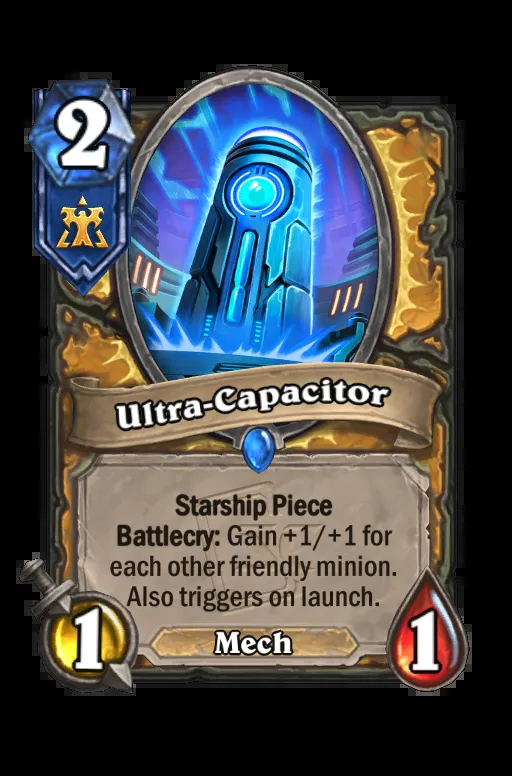 2
Ultra-Capacitor
Starship Piece
Battlecry: Gain +1/+1 for
each other friendly minion.
Also triggers on launch.
1
Mech
1